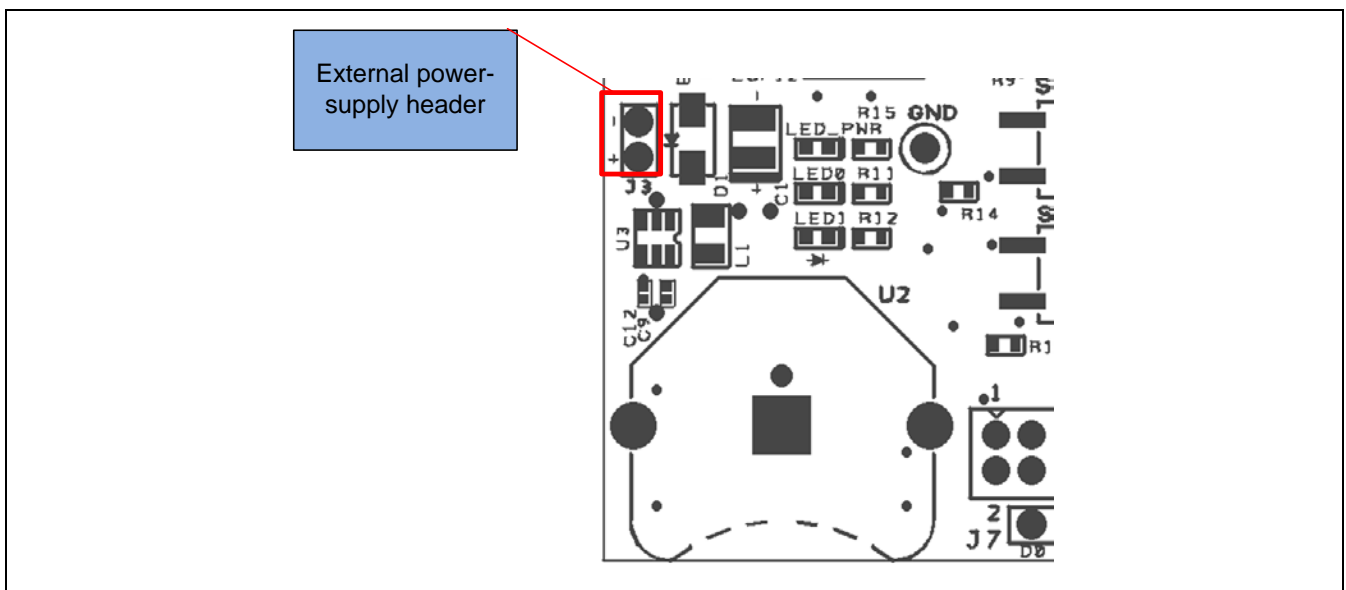 External power-
supply header
-
+
J3
D1
-
+
C1
R15
GND
LED_PWR
LED0
R11
LED1
R12
R14
U3
L1
C12
C9
U2
1
2
J7
D0